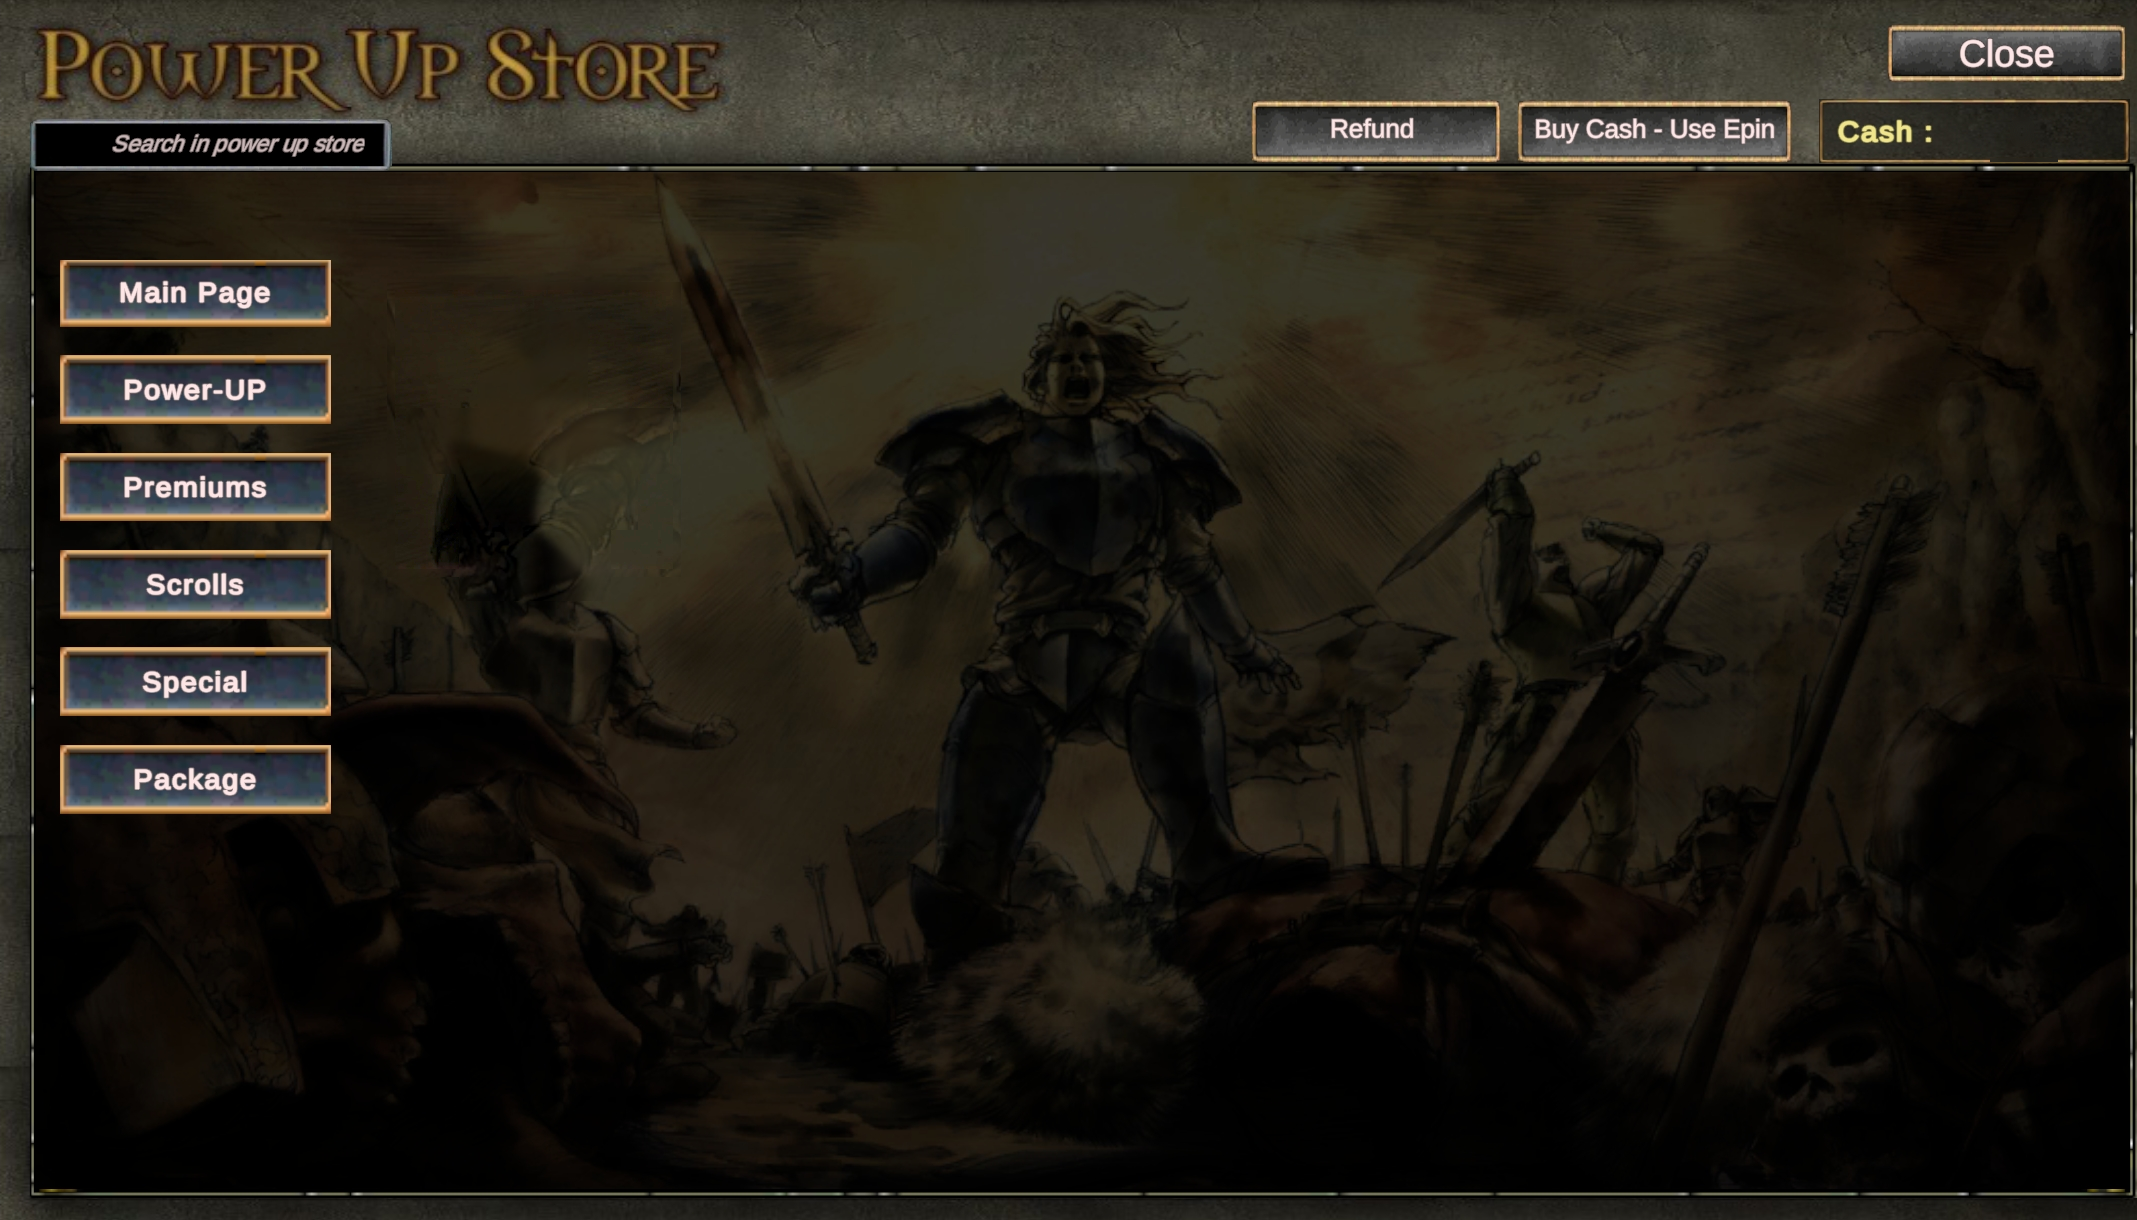 Power Up Store
Close
Search in power up store
Refund
Buy Cash - Use Epin
Cash :
Main Page
Power-UP
Premiums
Scrolls
Special
Package